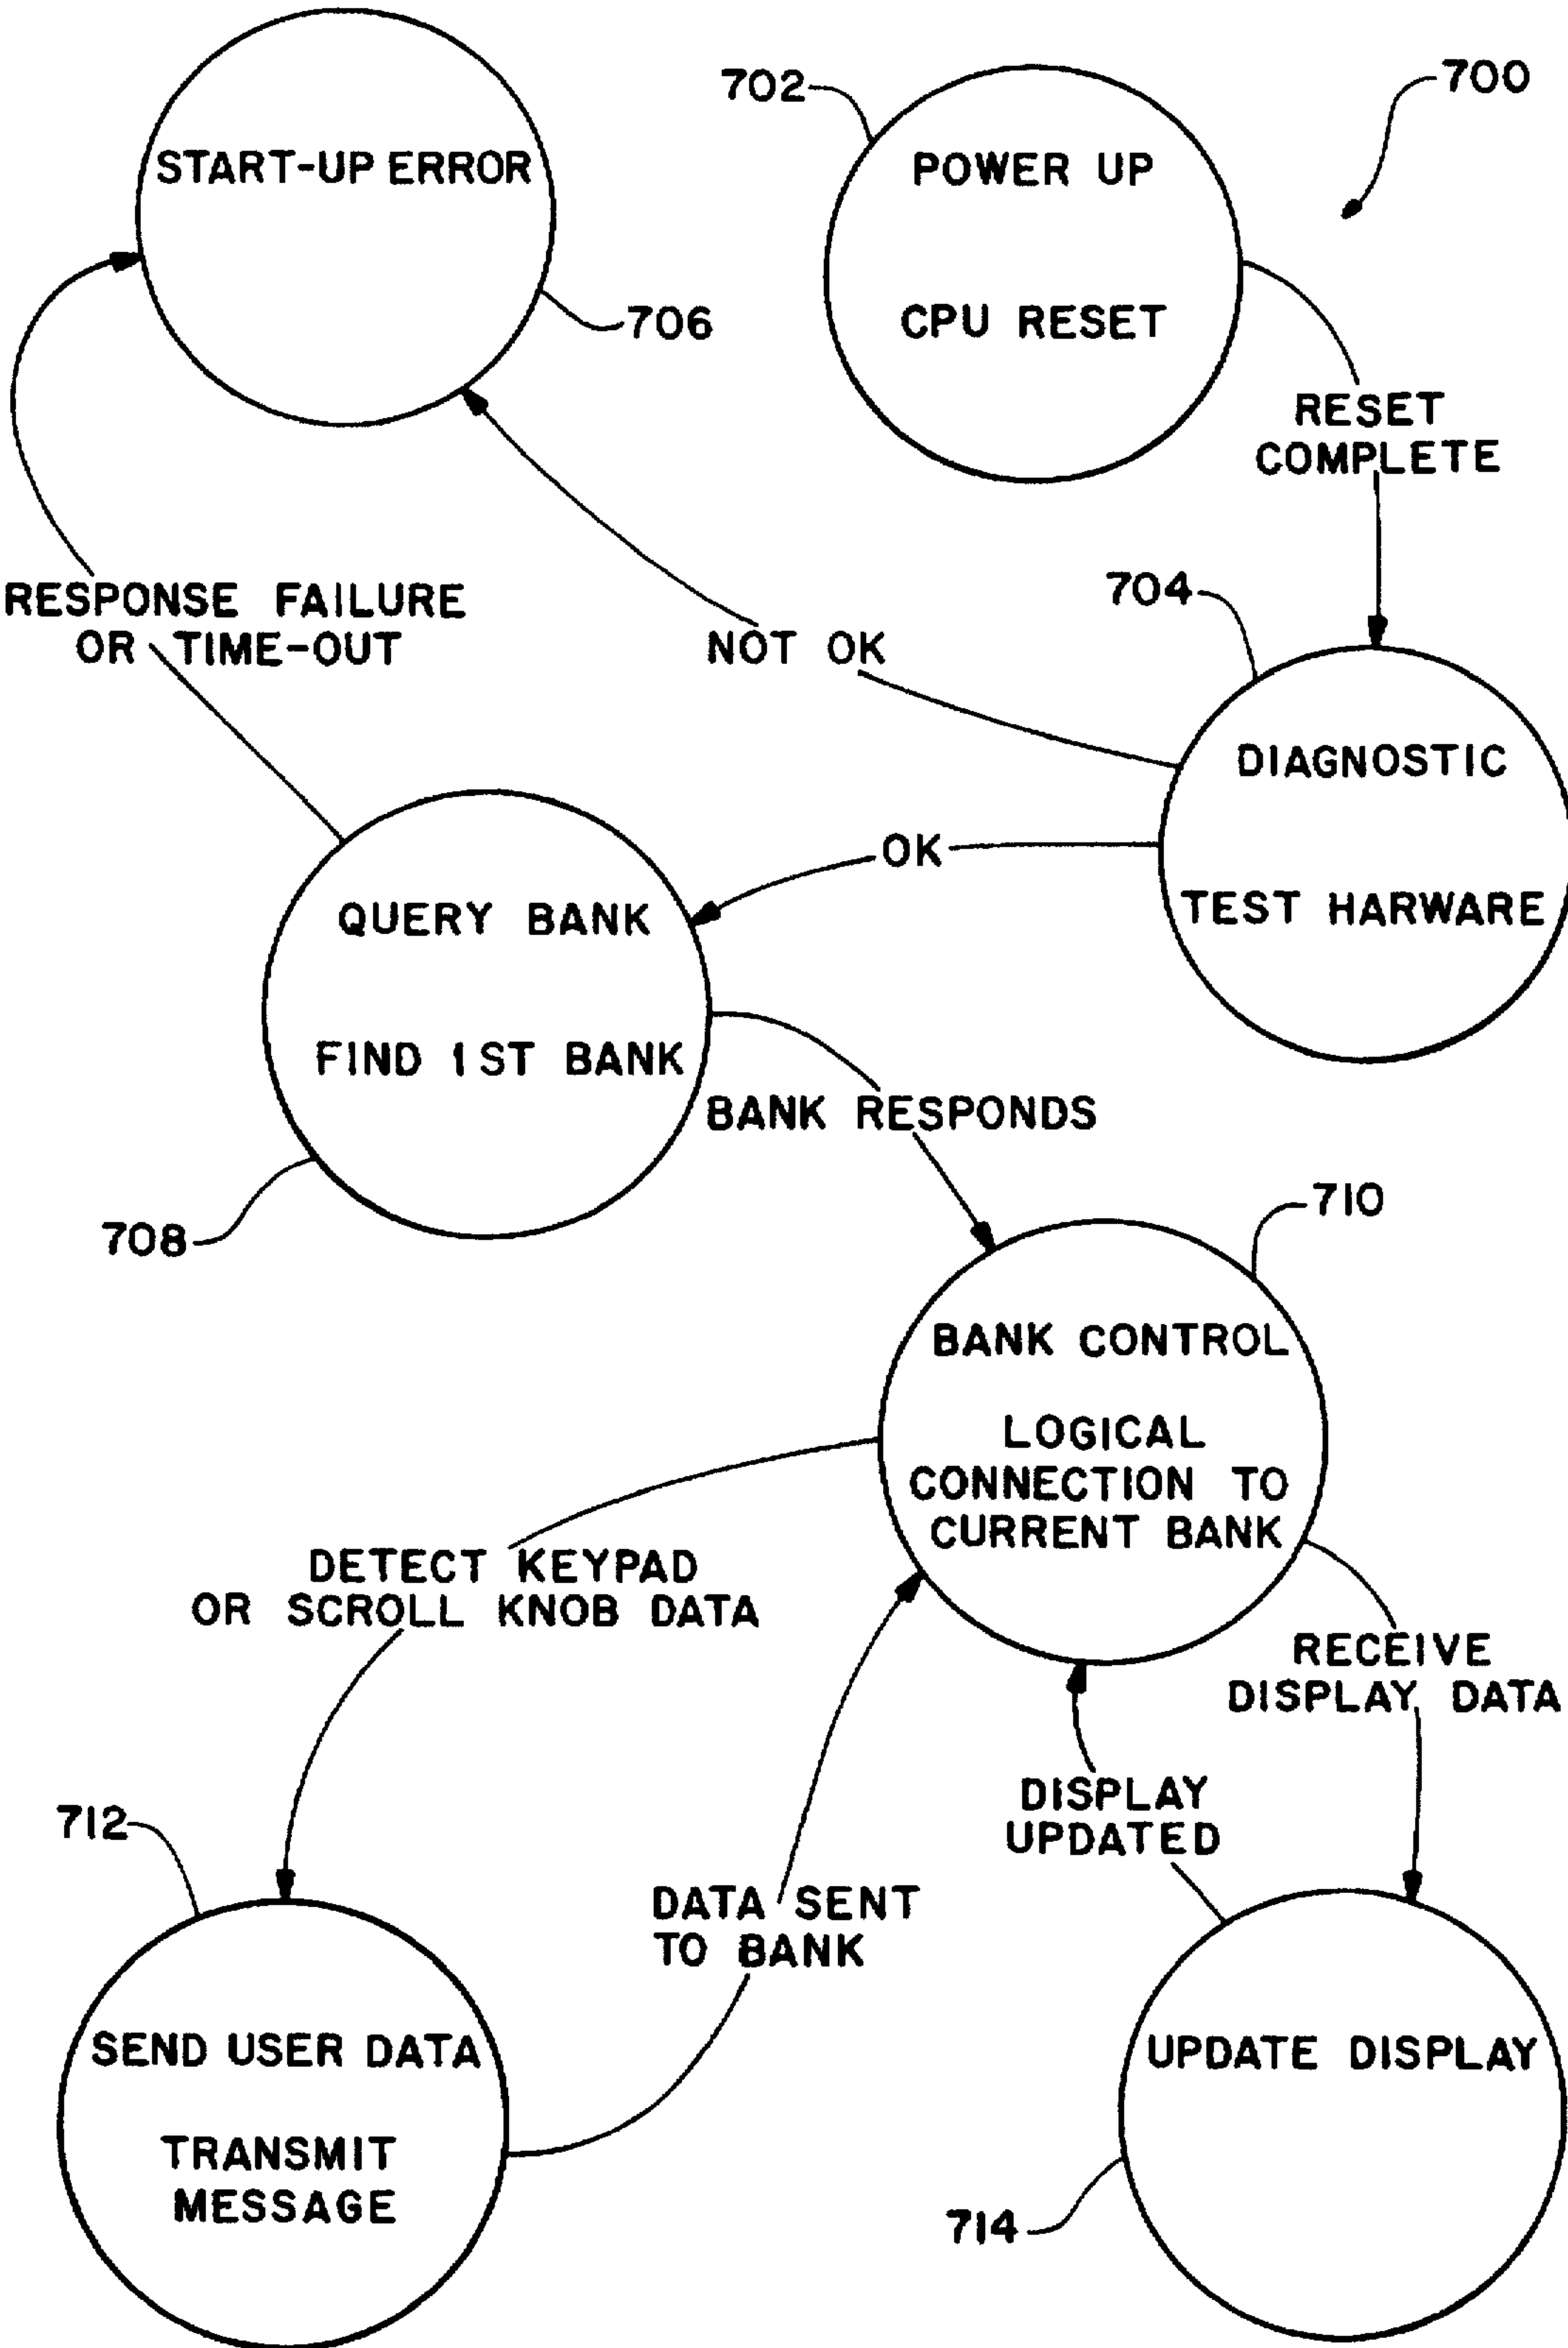 702
700
START-UP ERROR
POWER UP
CPU RESET
706
RESET
COMPLETE
704
RESPONSE FAILURE
OR TIME-OUT
NOT OK
DIAGNOSTIC
TEST HARWARE
OK
QUERY BANK
FIND 1ST BANK
BANK RESPONDS
708
710
BANK CONTROL
LOGICAL
CONNECTION TO
CURRENT BANK
DETECT KEYPAD
OR SCROLL KNOB DATA
RECEIVE
DISPLAY DATA
DISPLAY
UPDATED
712
DATA SENT
TO BANK
SEND USER DATA
TRANSMIT
MESSAGE
UPDATE DISPLAY
714